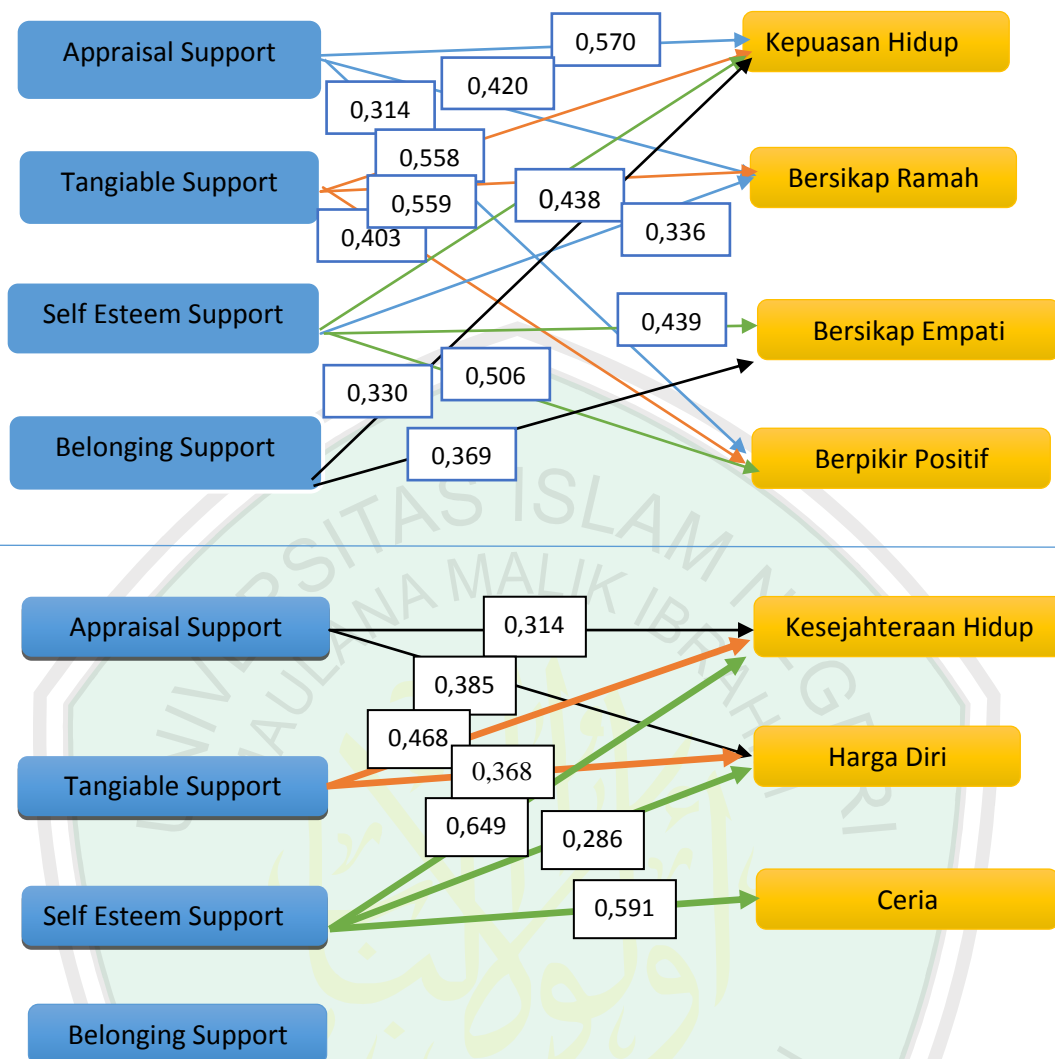 Appraisal Support
0,570
Kepuasan Hidup
0,420
0,314
0,558
Tangiable Support
0,559
0,438
Bersikap Ramah
0,403
0,336
Self Esteem Support
0,439
Bersikap Empati
0,330
0,506
Belonging Support
0,369
Berpikir Positif
UNIVERSITAS ISLAM NEGERI
MAULANA MALIK IBRAHIM
Appraisal Support
0,314
Kesejahteraan Hidup
0,385
0,468
0,368
Harga Diri
Tangiable Support
0,649
0,286
Self Esteem Support
0,591
Ceria
Belonging Support